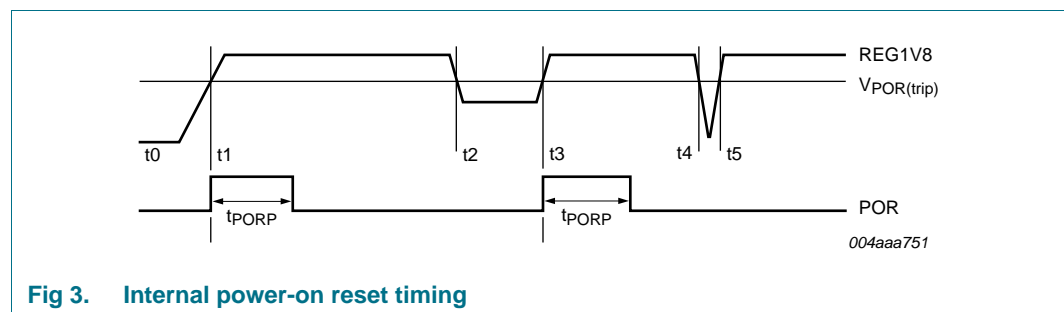 REG1V8
VPOR(trip)
t0 t1 t2 t3 t4 t5
tPORP tPORP POR
004aaa751
Fig 3. Internal power-on reset timing